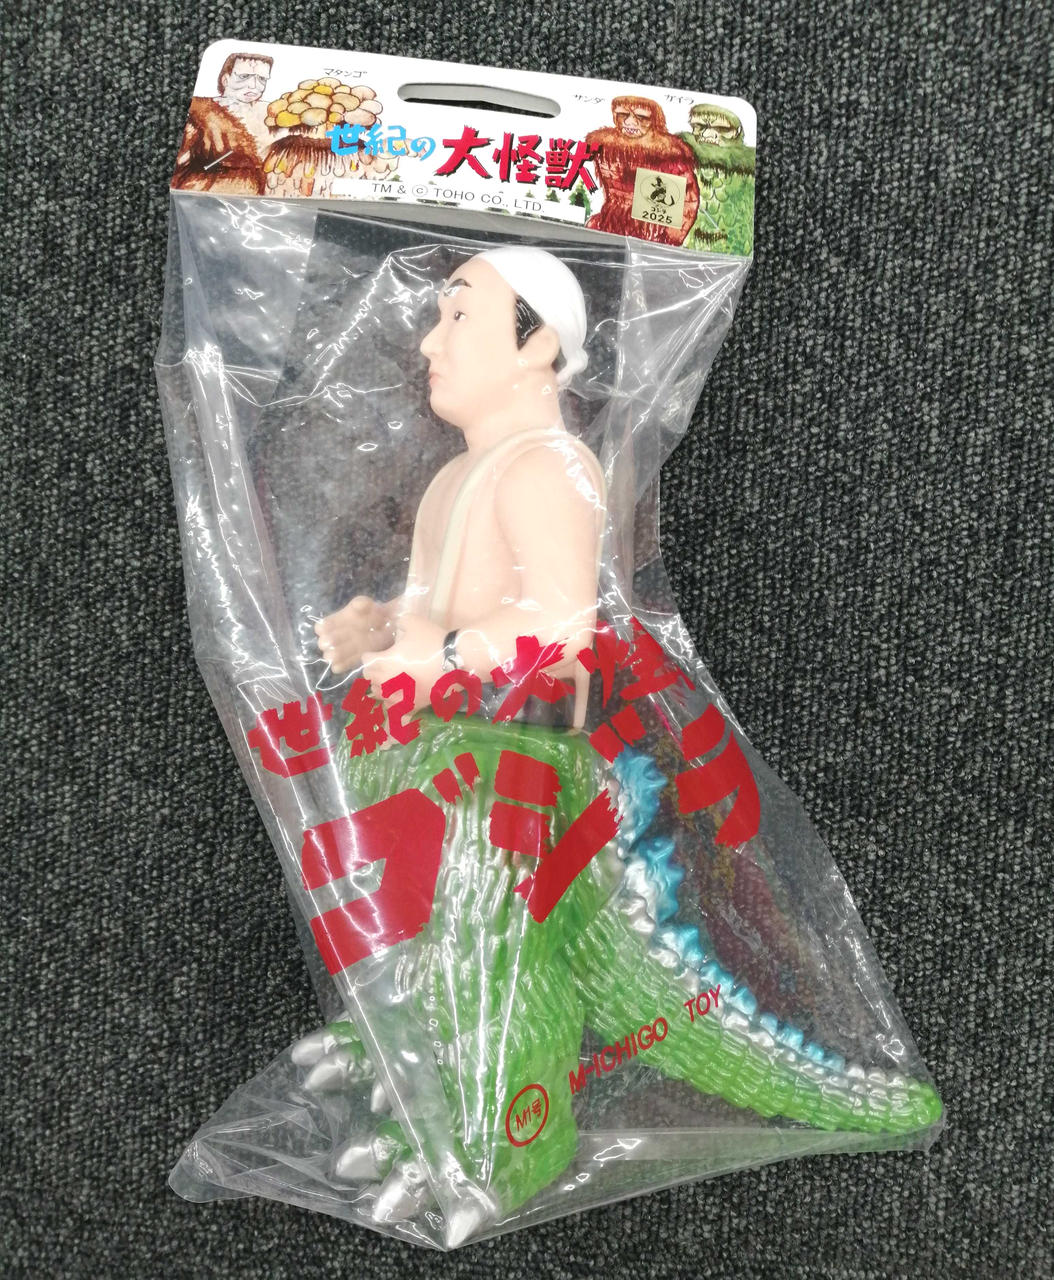 マタンゴ
サンダ
ガイラ
世紀の大怪獣
TM & © TOHO CO., LTD.
2025
世紀の大怪
ゴジラ
M1号
M-ICHIGO TOY